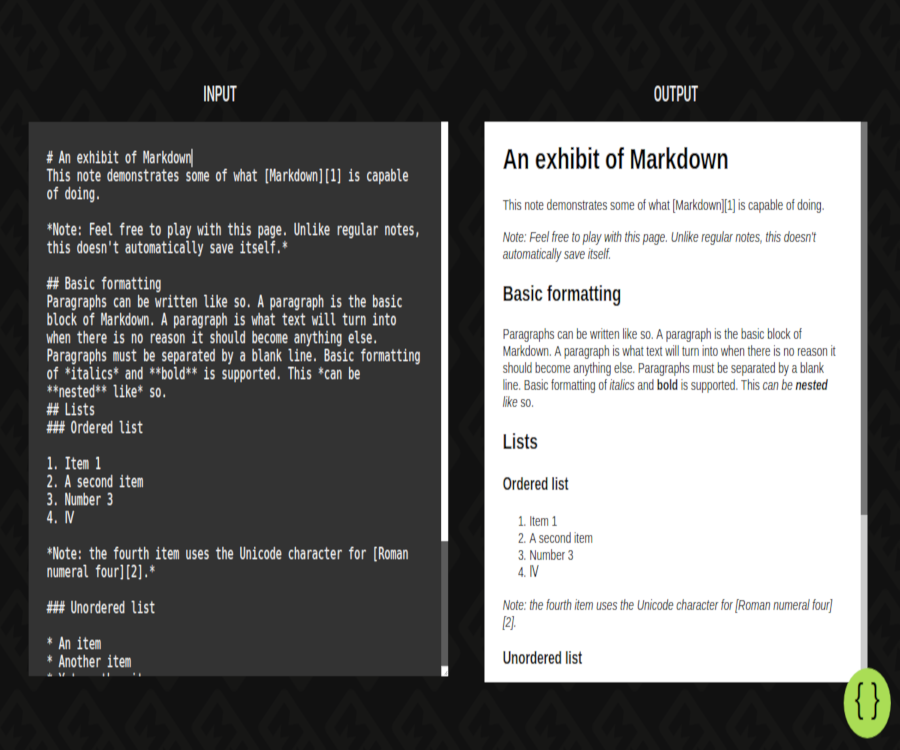 INPUT
# An exhibit of Markdown
This note demonstrates some of what [Markdown][1] is capable
of doing.
*Note: Feel free to play with this page. Unlike regular notes,
this doesn't automatically save itself.*
## Basic formatting
Paragraphs can be written like so. A paragraph is the basic
block of Markdown. A paragraph is what text will turn into
when there is no reason it should become anything else.
Paragraphs must be separated by a blank line. Basic formatting
of *italics* and **bold** is supported. This *can be
**nested** like* so.
## Lists
### Ordered list
1. Item 1
2. A second item
3. Number 3
4. Ⅳ
*Note: the fourth item uses the Unicode character for [Roman
numeral four][2].*
### Unordered list
* An item
* Another item
OUTPUT
An exhibit of Markdown
This note demonstrates some of what [Markdown][1] is capable of doing.
Note: Feel free to play with this page. Unlike regular notes, this doesn't
automatically save itself.
Basic formatting
Paragraphs can be written like so. A paragraph is the basic block of
Markdown. A paragraph is what text will turn into when there is no reason it
should become anything else. Paragraphs must be separated by a blank
line. Basic formatting of italics and bold is supported. This can be nested
like so.
Lists
Ordered list
1. Item 1
2. A second item
3. Number 3
4. Ⅳ
Note: the fourth item uses the Unicode character for [Roman numeral four]
[2].
Unordered list
{ }